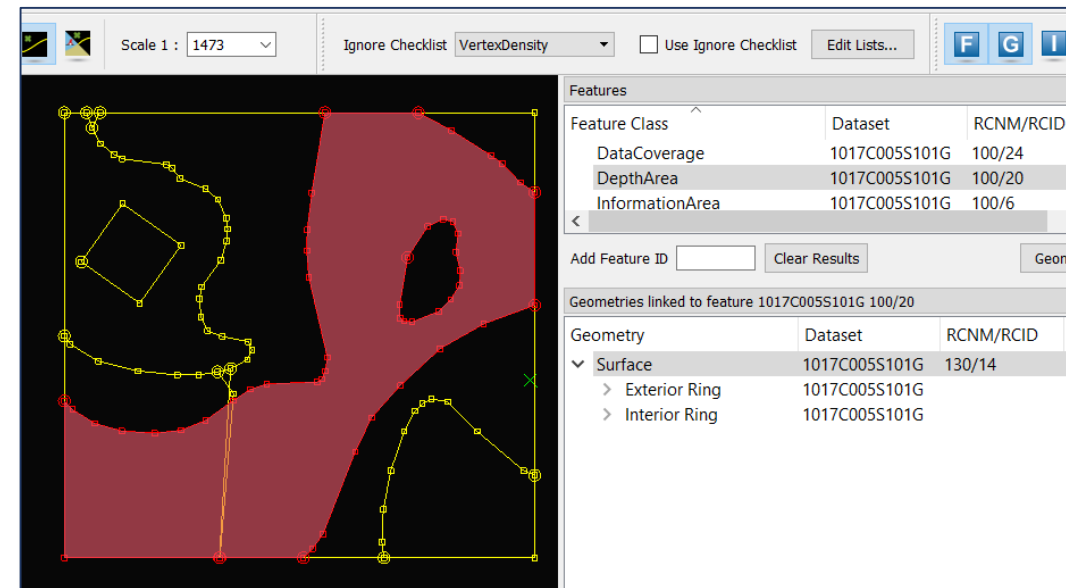 Scale 1 : 1473 Ignore Checklist VertexDensity Use Ignore Checklist Edit Lists... F G I
Features
Feature Class Dataset RCNM/RCID
DataCoverage 1017C005S101G 100/24
DepthArea 1017C005S101G 100/20
InformationArea 1017C005S101G 100/6
Add Feature ID Clear Results Geon
Geometries linked to feature 1017C005S101G 100/20
Geometry Dataset RCNM/RCID
Surface 1017C005S101G 130/14
Exterior Ring 1017C005S101G
Interior Ring 1017C005S101G